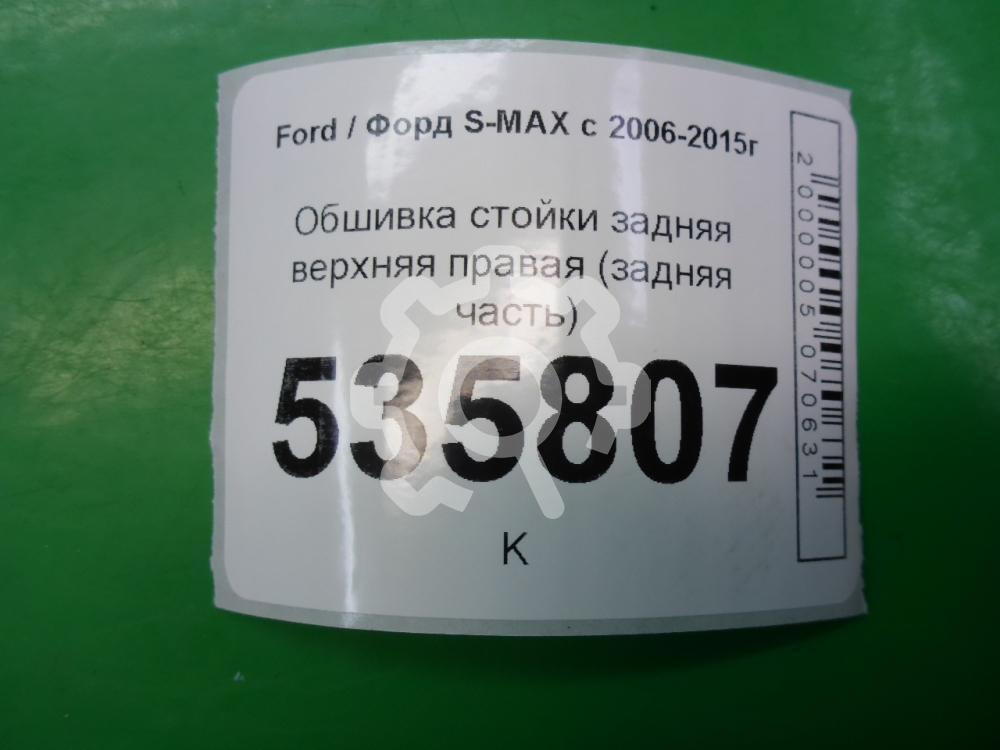 Ford / Форд S-MAX с 2006-2015г
Обшивка стойки задняя
верхняя правая (задняя
часть)
535807
К
2000005070631